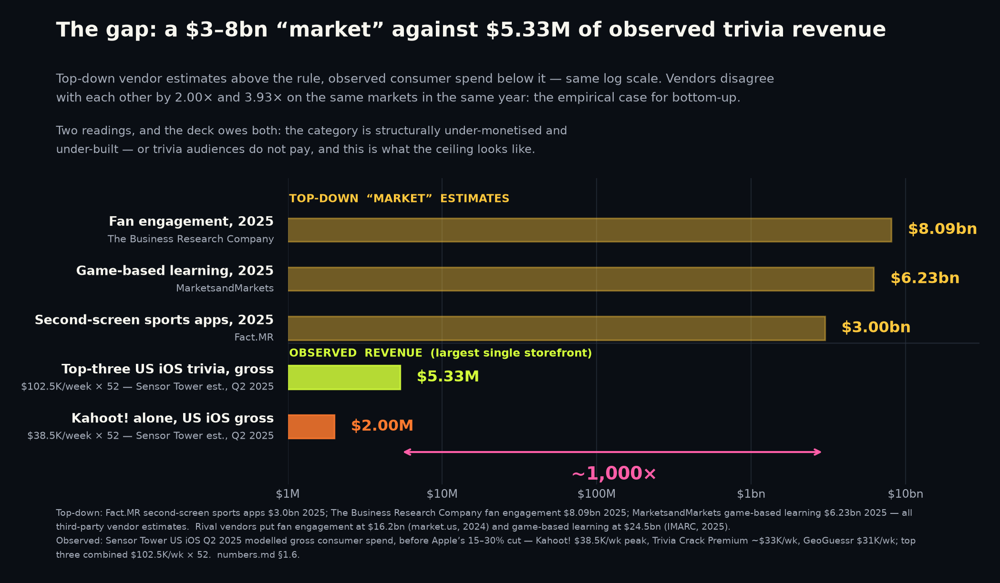 The gap: a $3–8bn “market” against $5.33M of observed trivia revenue
Top-down vendor estimates above the rule, observed consumer spend below it — same log scale. Vendors disagree
with each other by 2.00× and 3.93× on the same markets in the same year: the empirical case for bottom-up.
Two readings, and the deck owes both: the category is structurally under-monetised and
under-built — or trivia audiences do not pay, and this is what the ceiling looks like.
TOP-DOWN “MARKET” ESTIMATES
Fan engagement, 2025
The Business Research Company
$8.09bn
Game-based learning, 2025
MarketsandMarkets
$6.23bn
Second-screen sports apps, 2025
Fact.MR
$3.00bn
OBSERVED REVENUE (largest single storefront)
Top-three US iOS trivia, gross
$102.5K/week × 52 — Sensor Tower est., Q2 2025
$5.33M
Kahoot! alone, US iOS gross
$38.5K/week × 52 — Sensor Tower est., Q2 2025
$2.00M
~1,000×
$1M $10M $100M $1bn $10bn
Top-down: Fact.MR second-screen sports apps $3.0bn 2025; The Business Research Company fan engagement $8.09bn 2025; MarketsandMarkets game-based learning $6.23bn 2025 — all
third-party vendor estimates. Rival vendors put fan engagement at $16.2bn (market.us, 2024) and game-based learning at $24.5bn (IMARC, 2025).
Observed: Sensor Tower US iOS Q2 2025 modelled gross consumer spend, before Apple’s 15–30% cut — Kahoot! $38.5K/wk peak, Trivia Crack Premium ~$33K/wk, GeoGuessr $31K/wk; top
three combined $102.5K/wk × 52. numbers.md §1.6.